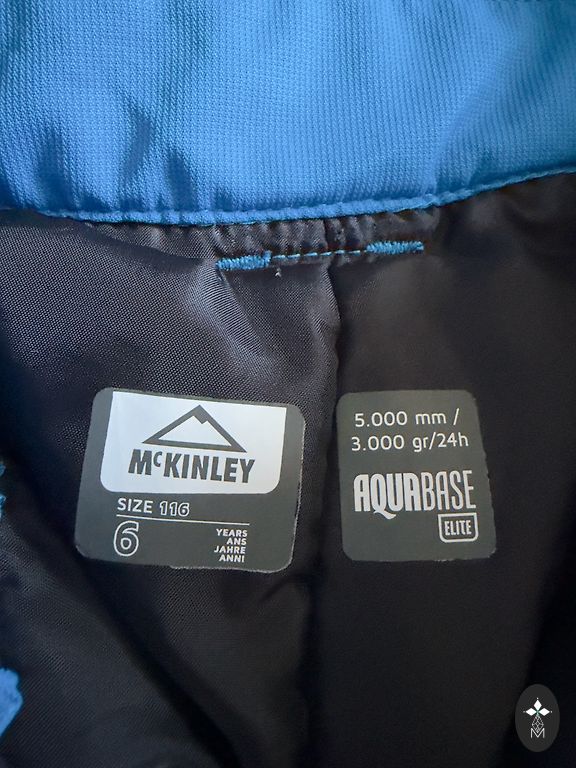 McKINLEY
SIZE 116
6
YEARS
ANS
JAHRE
ANNI
5.000 mm /
3.000 gr/24h
AQUABASE
ELITE
M